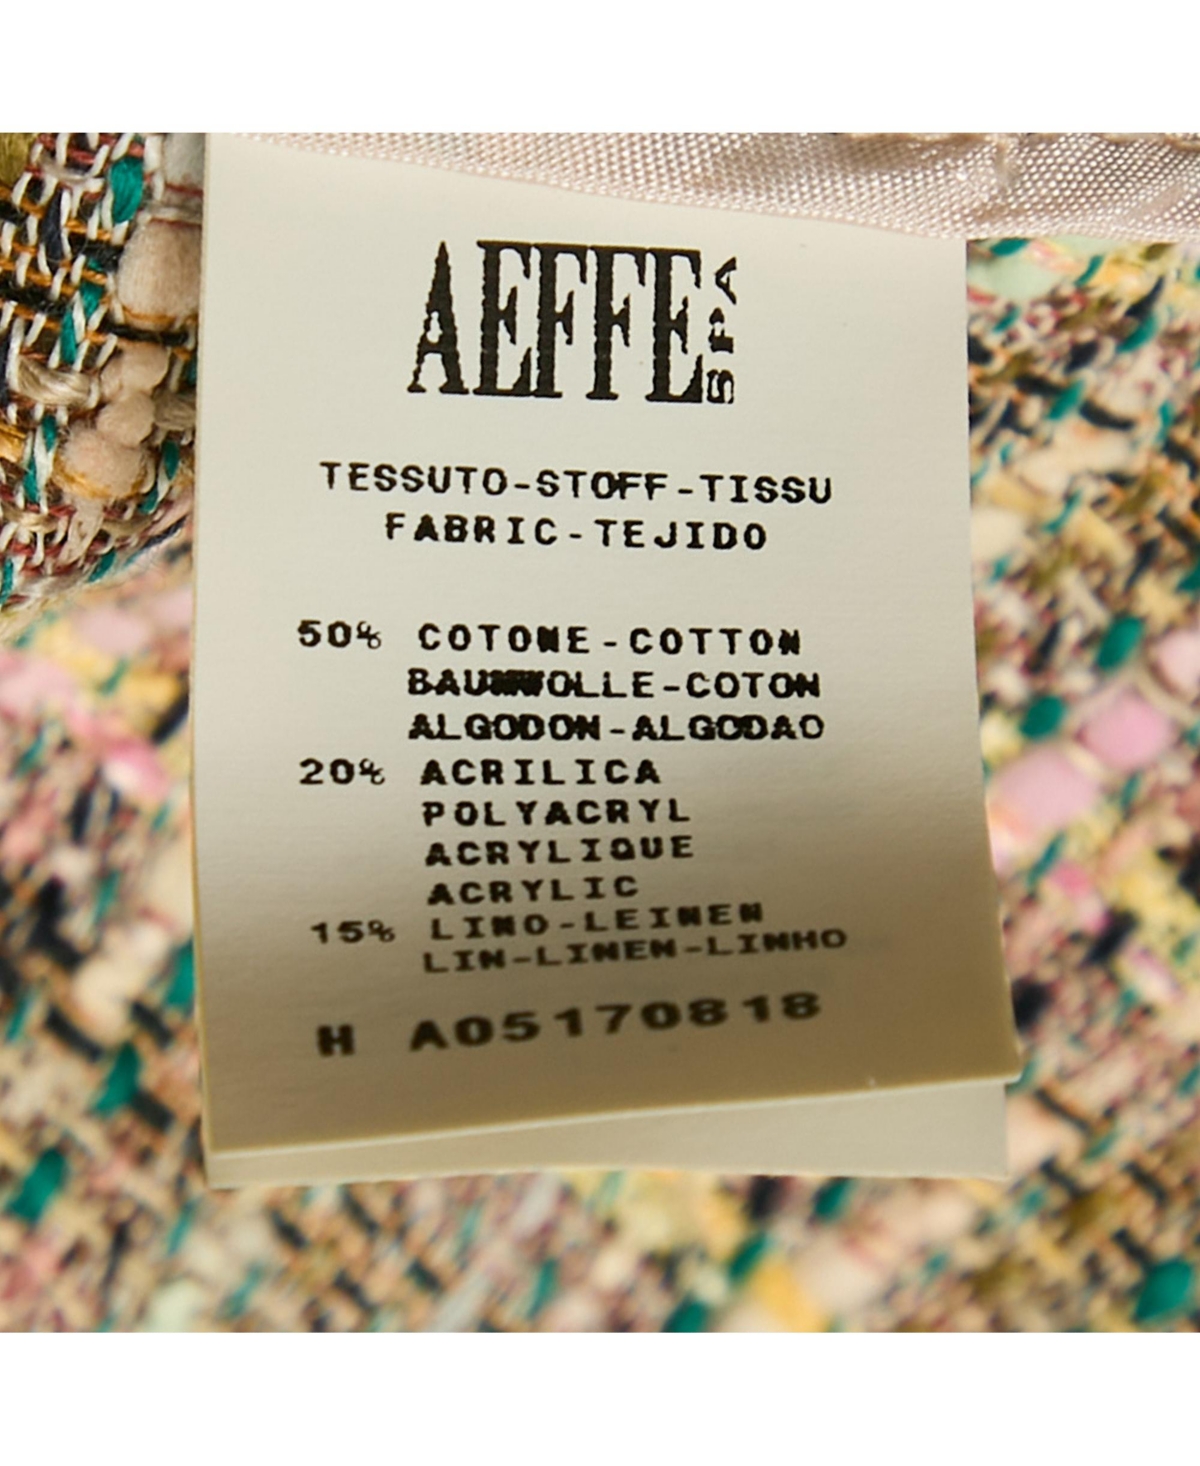 AEFFE SPA
TESSUTO-STOFF-TISSU
FABRIC-TEJIDO
50% COTONE-COTTON
BAUMWOLLE-COTON
ALGODON-ALGODAO
20% ACRILICA
POLYACRYL
ACRYLIQUE
ACRYLIC
15% LINO-LEINEN
LIN-LINEN-LINHO
H A05170818